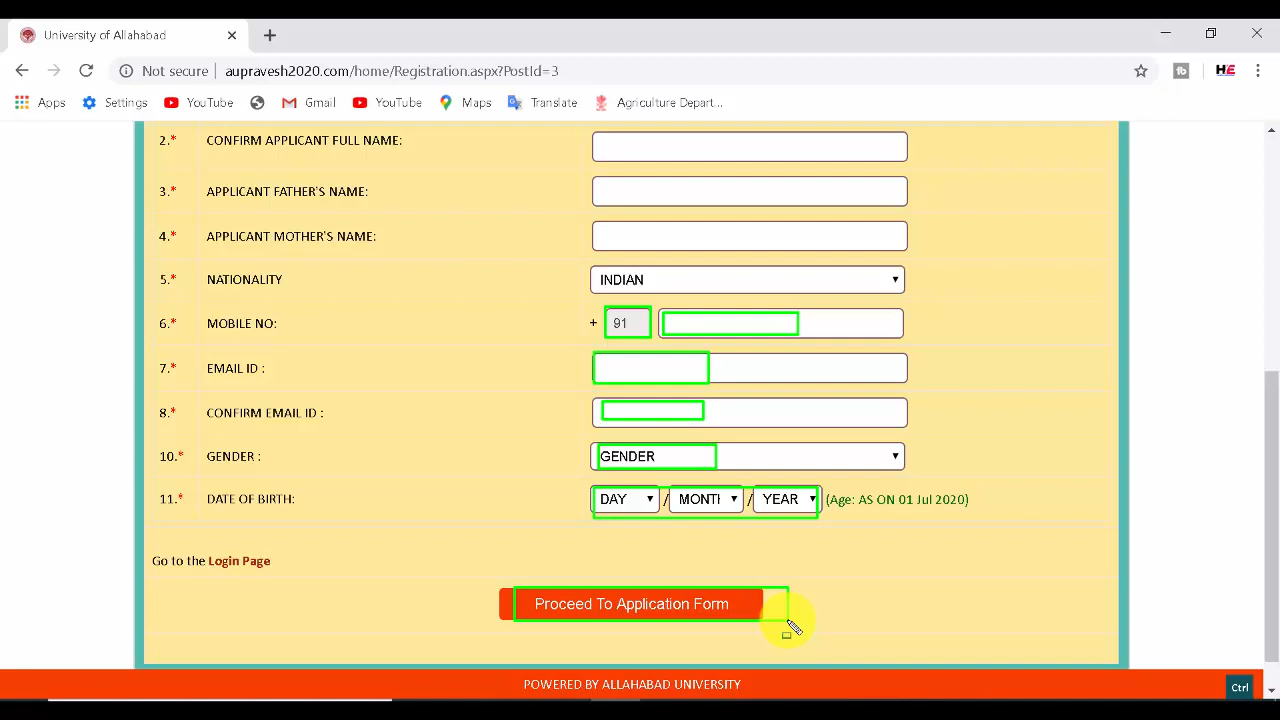 University of Allahabad
Not secure aupravesh2020.com/home/Registration.aspx?PostId=3
Apps Settings YouTube Gmail YouTube Maps Translate Agriculture Depart...
2.* CONFIRM APPLICANT FULL NAME:
3.* APPLICANT FATHER'S NAME:
4.* APPLICANT MOTHER'S NAME:
5.* NATIONALITY INDIAN
6.* MOBILE NO: + 91
7.* EMAIL ID :
8.* CONFIRM EMAIL ID :
10.* GENDER : GENDER
11.* DATE OF BIRTH: DAY / MONTH / YEAR (Age: AS ON 01 Jul 2020)
Go to the Login Page
Proceed To Application Form
POWERED BY ALLAHABAD UNIVERSITY
Ctrl